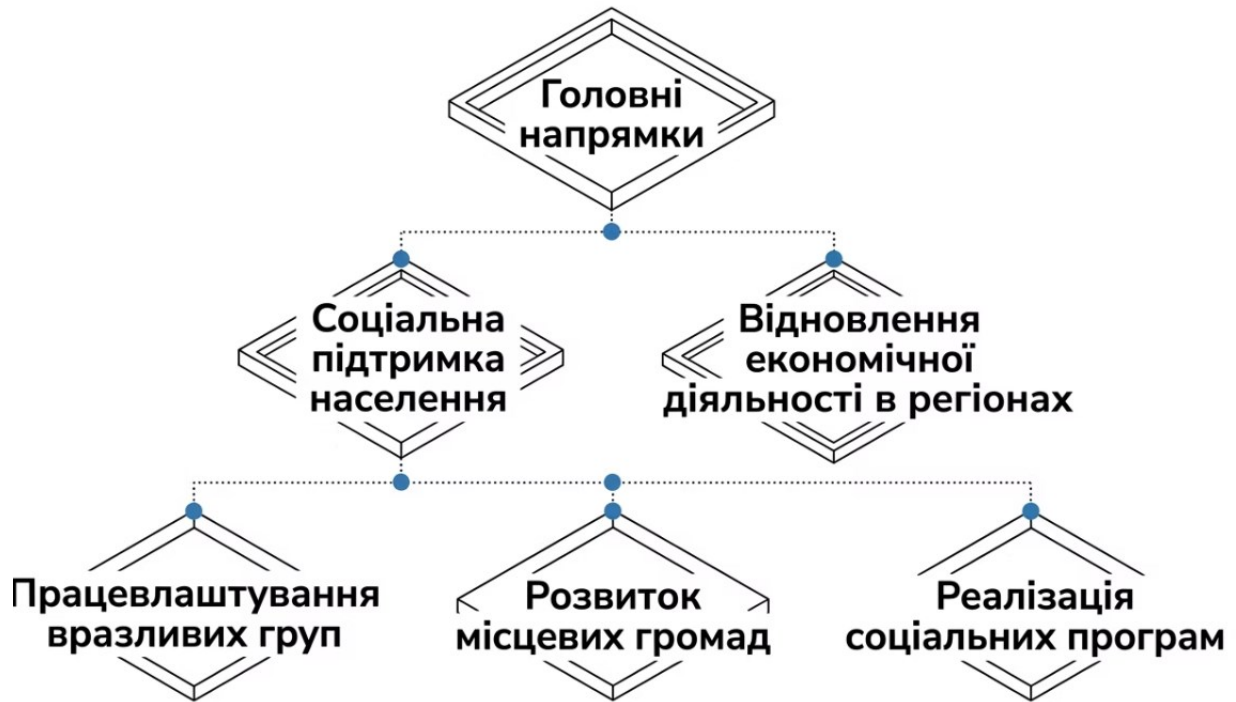 Головні
напрямки
Соціальна
підтримка
населення
Відновлення
економічної
діяльності в регіонах
Працевлаштування
вразливих груп
Розвиток
місцевих громад
Реалізація
соціальних програм